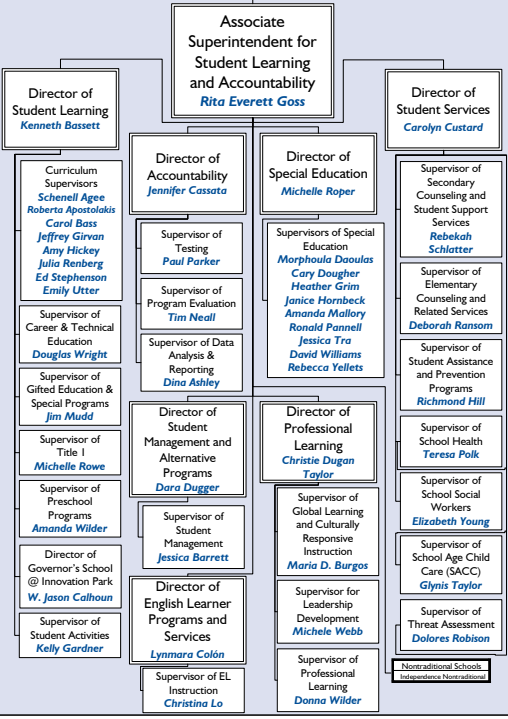 Associate
Superintendent for
Student Learning
and Accountability
Rita Everett Goss
Director of
Student Learning
Kenneth Bassett
Curriculum
Supervisors
Schenell Agee
Roberta Apostolakis
Carol Bass
Jeffrey Girvan
Amy Hickey
Julia Renberg
Ed Stephenson
Emily Utter
Supervisor of
Career & Technical
Education
Douglas Wright
Supervisor of
Gifted Education &
Special Programs
Jim Mudd
Supervisor of
Title 1
Michelle Rowe
Supervisor of
Preschool
Programs
Amanda Wilder
Director of
Governor's School
@ Innovation Park
W. Jason Calhoun
Supervisor of
Student Activities
Kelly Gardner
Director of
Accountability
Jennifer Cassata
Supervisor of
Testing
Paul Parker
Supervisor of
Program Evaluation
Tim Neall
Supervisor of Data
Analysis &
Reporting
Dina Ashley
Director of
Student
Management and
Alternative
Programs
Dara Dugger
Supervisor of
Student
Management
Jessica Barrett
Director of
English Learner
Programs and
Services
Lynmara Colón
Supervisor of EL
Instruction
Christina Lo
Director of
Special Education
Michelle Roper
Supervisors of Special
Education
Morphoula Daoulas
Cary Dougher
Heather Grim
Janice Hornbeck
Amanda Mallory
Ronald Pannell
Jessica Tra
David Williams
Rebecca Yellets
Director of
Professional
Learning
Christie Dugan
Taylor
Supervisor of
Global Learning
and Culturally
Responsive
Instruction
Maria D. Burgos
Supervisor for
Leadership
Development
Michele Webb
Supervisor of
Professional
Learning
Donna Wilder
Director of
Student Services
Carolyn Custard
Supervisor of
Secondary
Counseling and
Student Support
Services
Rebekah
Schlatter
Supervisor of
Elementary
Counseling and
Related Services
Deborah Ransom
Supervisor of
Student Assistance
and Prevention
Programs
Richmond Hill
Supervisor of
School Health
Teresa Polk
Supervisor of
School Social
Workers
Elizabeth Young
Supervisor of
School Age Child
Care (SACC)
Glynis Taylor
Supervisor of
Threat Assessment
Dolores Robison
Nontraditional Schools
Independence Nontraditional